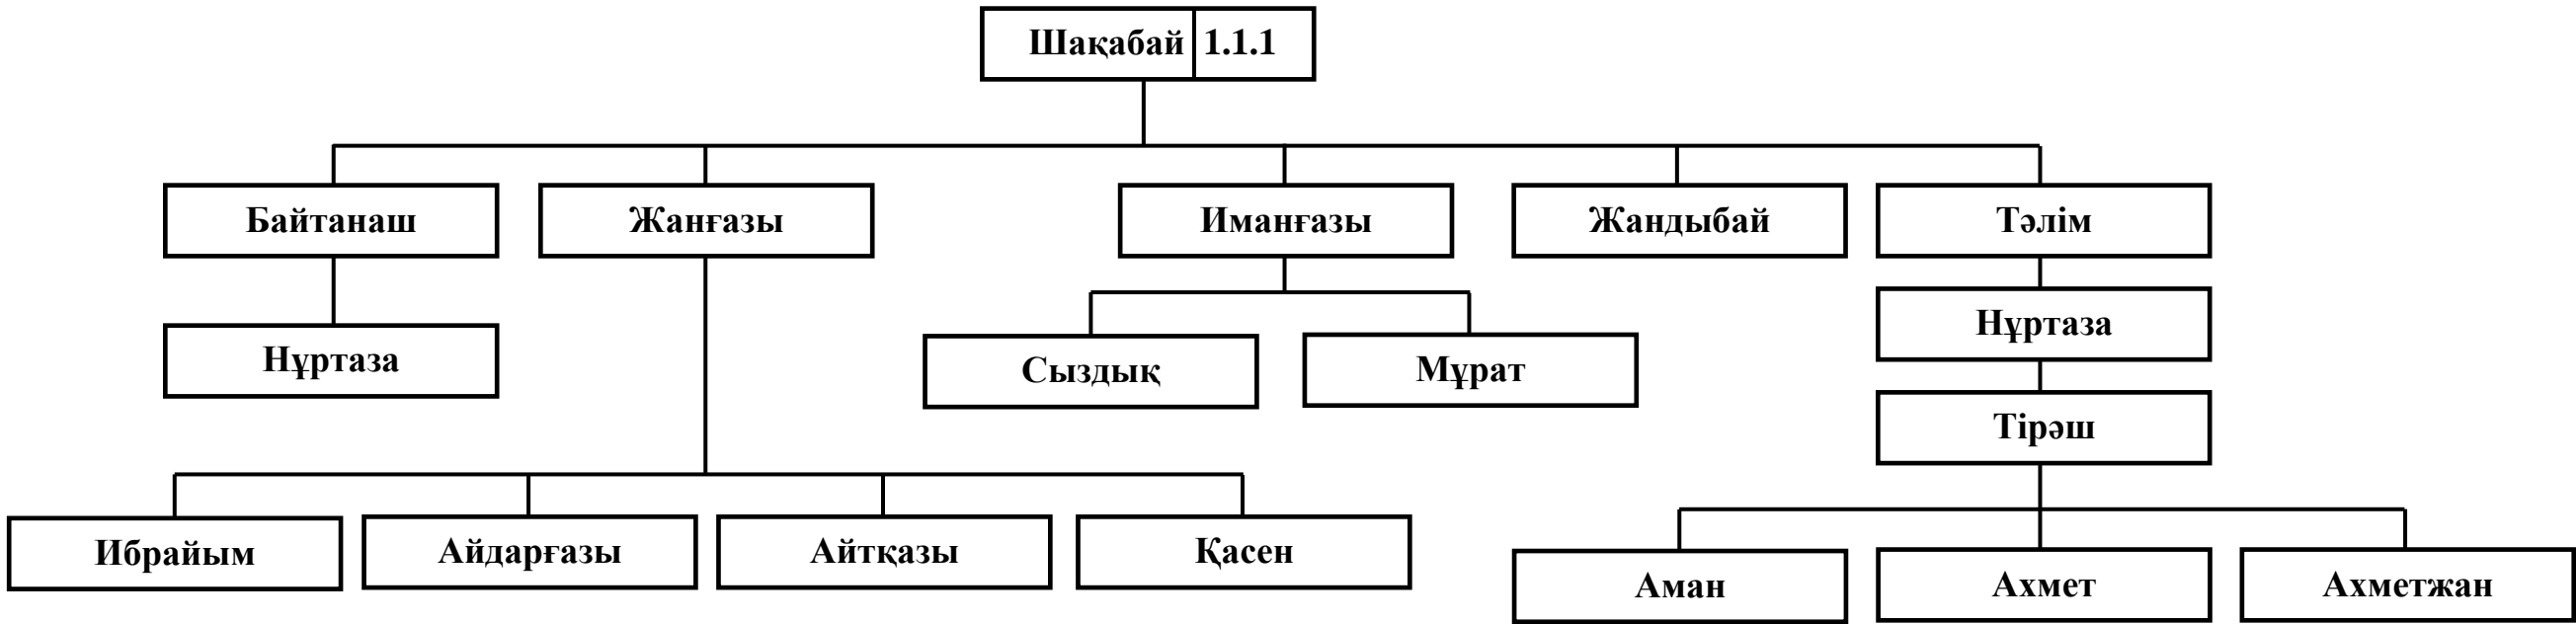 Шақабай 1.1.1
Байтанаш Жанғазы Иманғазы Жандыбай Тәлім
Нұртаза
Нұртаза
Сыздық Мұрат
Тірәш
Ибрайым Айдарғазы Айтқазы Қасен
Аман Ахмет Ахметжан